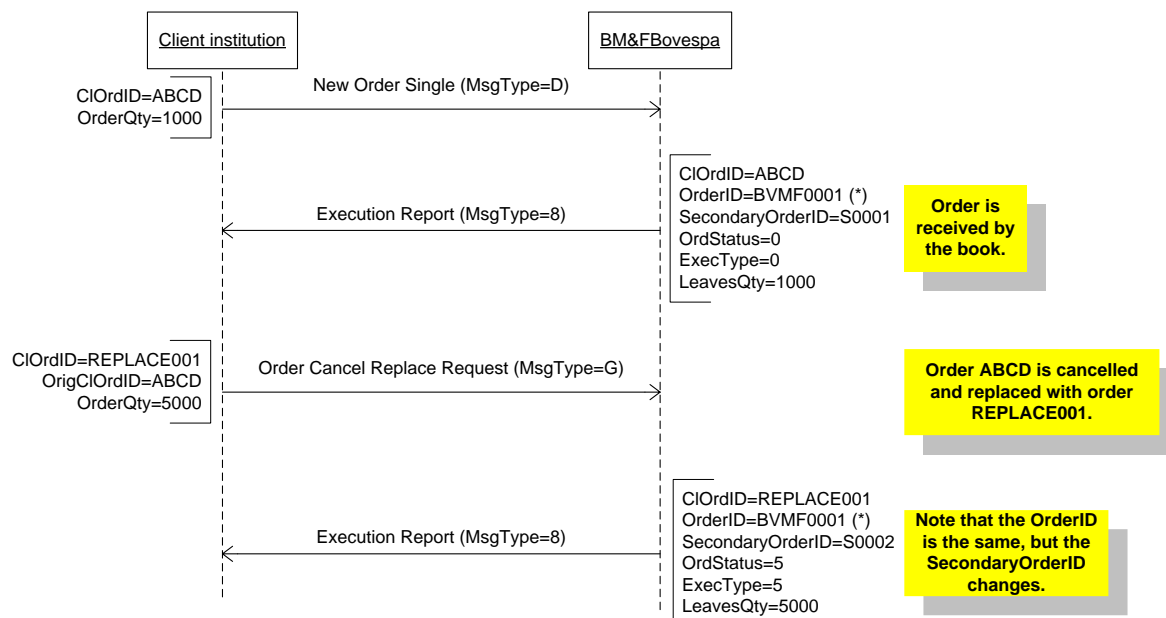 Client institution
BM&FBovespa
New Order Single (MsgType=D)
ClOrdID=ABCD
OrderQty=1000
ClOrdID=ABCD
OrderID=BVMF0001 (*)
SecondaryOrderID=S0001
OrdStatus=0
ExecType=0
LeavesQty=1000
Execution Report (MsgType=8)
Order is
received by
the book.
ClOrdID=REPLACE001
OrigClOrdID=ABCD
OrderQty=5000
Order Cancel Replace Request (MsgType=G)
Order ABCD is cancelled
and replaced with order
REPLACE001.
ClOrdID=REPLACE001
OrderID=BVMF0001 (*)
SecondaryOrderID=S0002
OrdStatus=5
ExecType=5
LeavesQty=5000
Execution Report (MsgType=8)
Note that the OrderID
is the same, but the
SecondaryOrderID
changes.